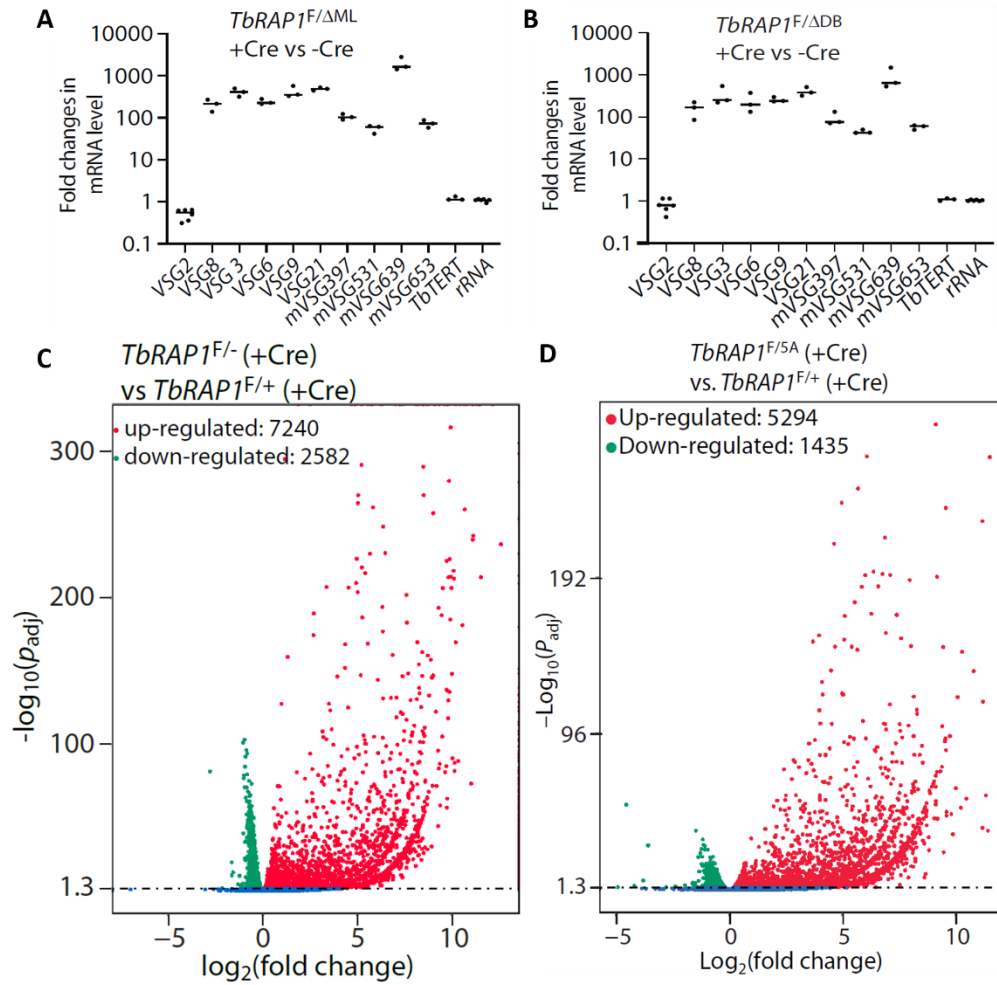 A
TbRAP1F/ΔML
+Cre vs -Cre
Fold changes in
mRNA level
10000
1000
100
10
1
0.1
VSG2
VSG8
VSG 3
VSG6
VSG9
VSG21
mVSG397
mVSG531
mVSG639
mVSG653
TbTERT
rRNA
B
TbRAP1F/ΔDB
+Cre vs -Cre
Fold changes in
mRNA level
10000
1000
100
10
1
0.1
VSG2
VSG8
VSG3
VSG6
VSG9
VSG21
mVSG397
mVSG531
mVSG639
mVSG653
TbTERT
rRNA
C
TbRAP1F/- (+Cre)
vs TbRAP1F/+ (+Cre)
up-regulated: 7240
down-regulated: 2582
-log10(padj)
300
200
100
1.3
-5
0
5
10
log2(fold change)
D
TbRAP1F/5A (+Cre)
vs. TbRAP1F/+ (+Cre)
Up-regulated: 5294
Down-regulated: 1435
-Log10(Padj)
192
96
1.3
-5
0
5
10
Log2(fold change)